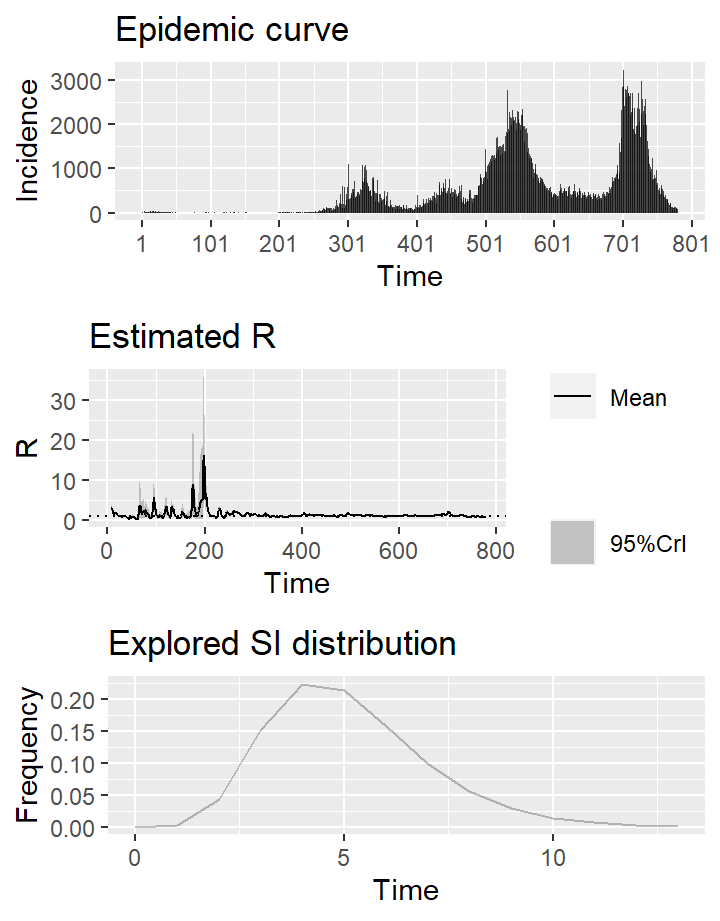 Epidemic curve
Incidence
3000
2000
1000
0
1 101 201 301 401 501 601 701 801
Time
Estimated R
R
30
20
10
0
0 200 400 600 800
Time
Mean
95%CrI
Explored SI distribution
Frequency
0.20
0.15
0.10
0.05
0.00
0 5 10
Time